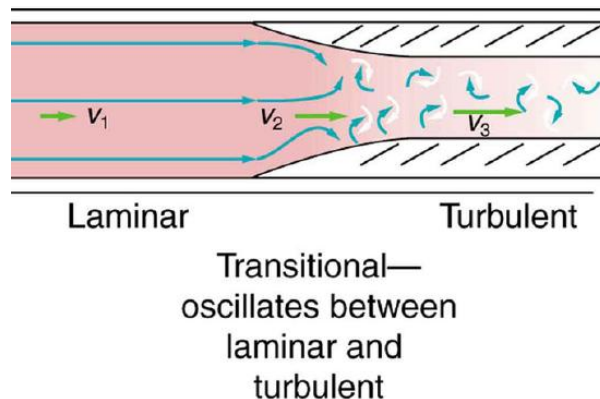 v1
v2
v3
Laminar
Turbulent
Transitional—
oscillates between
laminar and
turbulent